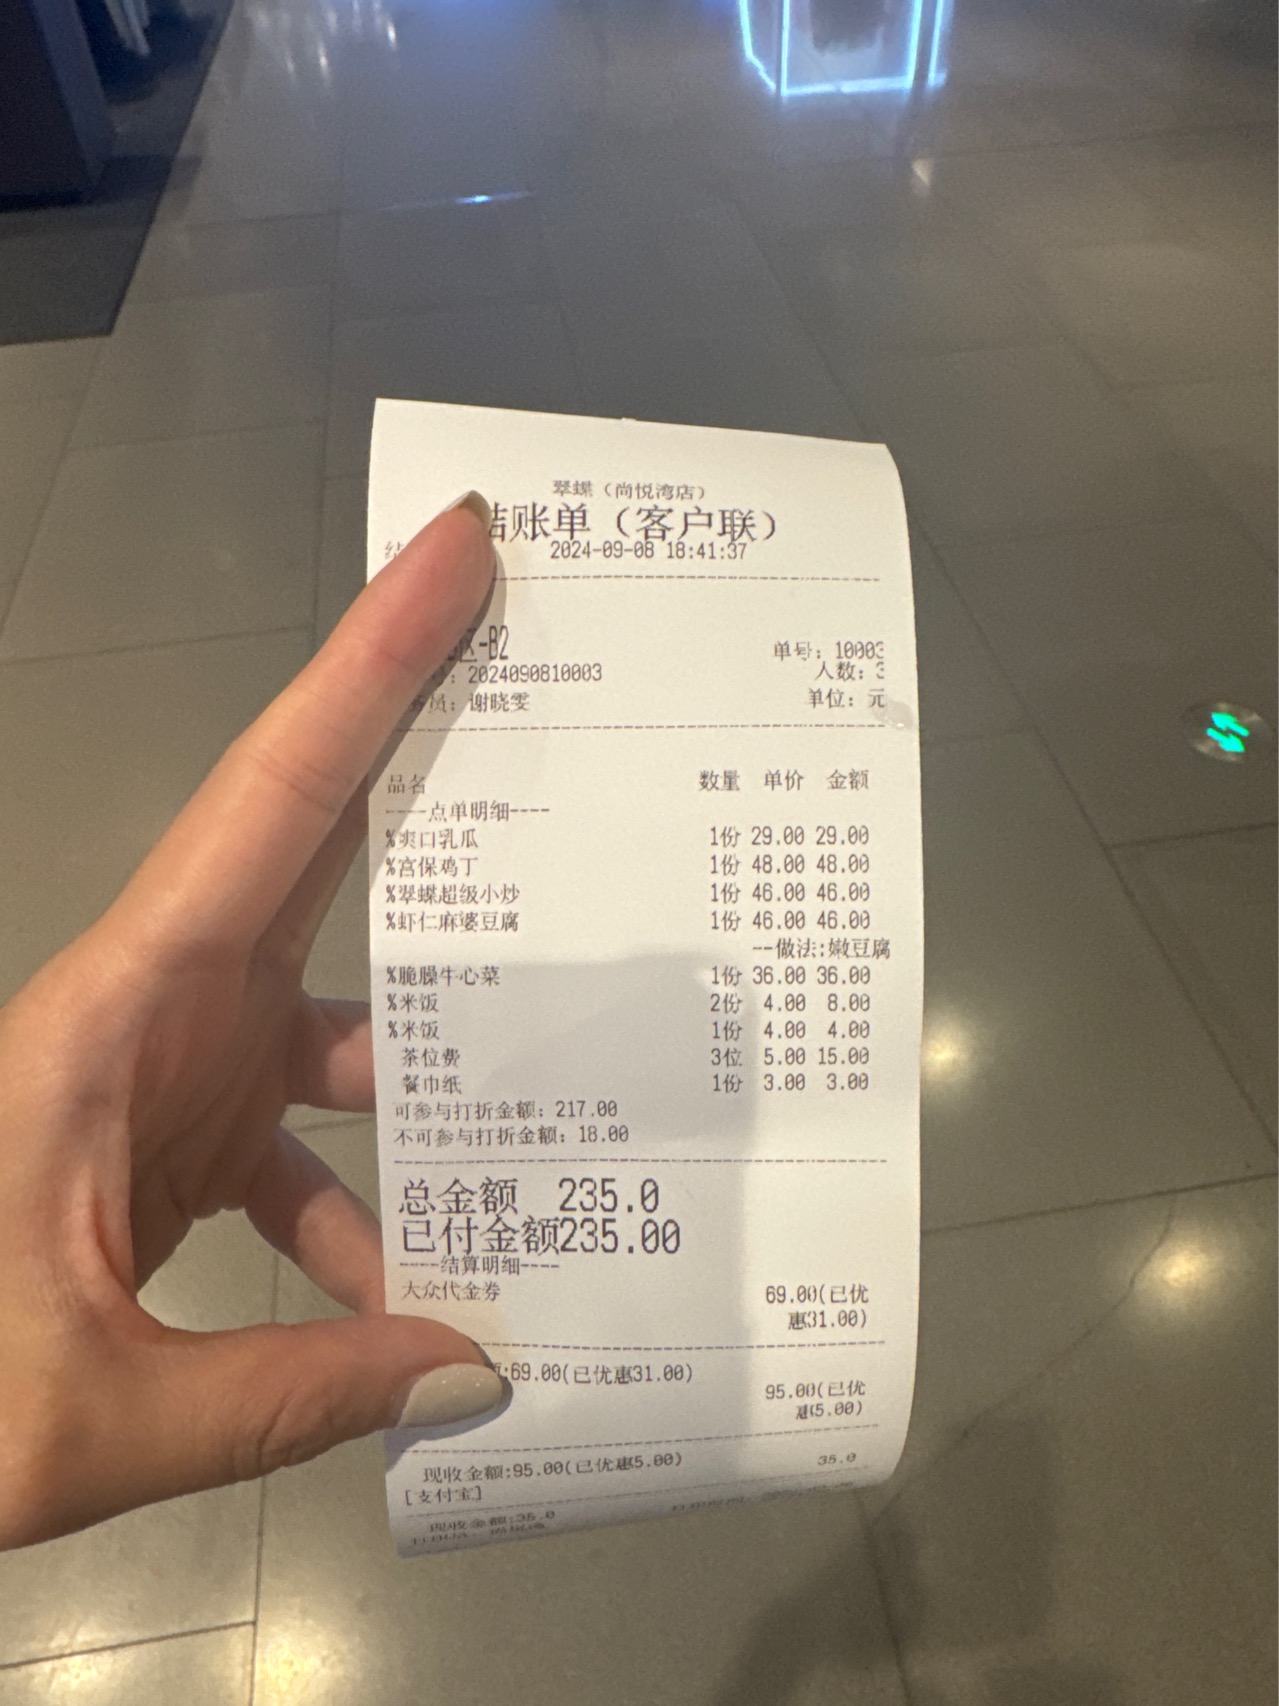 翠蝶（尚悦湾店）
结账单（客户联）
2024-09-08 18:41:37
区-B2
单号：10003
2024090810003
人数：3
员：谢晓雯
单位：元
品名 数量 单价 金额
----点单明细----
%爽口乳瓜 1份 29.00 29.00
%宫保鸡丁 1份 48.00 48.00
%翠蝶超级小炒 1份 46.00 46.00
%虾仁麻婆豆腐 1份 46.00 46.00
--做法:嫩豆腐
%脆臊牛心菜 1份 36.00 36.00
%米饭 2份 4.00 8.00
%米饭 1份 4.00 4.00
茶位费 3位 5.00 15.00
餐巾纸 1份 3.00 3.00
可参与打折金额：217.00
不可参与打折金额：18.00
总金额 235.0
已付金额235.00
----结算明细----
大众代金券 69.00(已优
惠31.00)
:69.00(已优惠31.00)
95.00(已优
惠5.00)
现收金额:95.00(已优惠5.00)
35.0
[支付宝]
现收金额:35.0